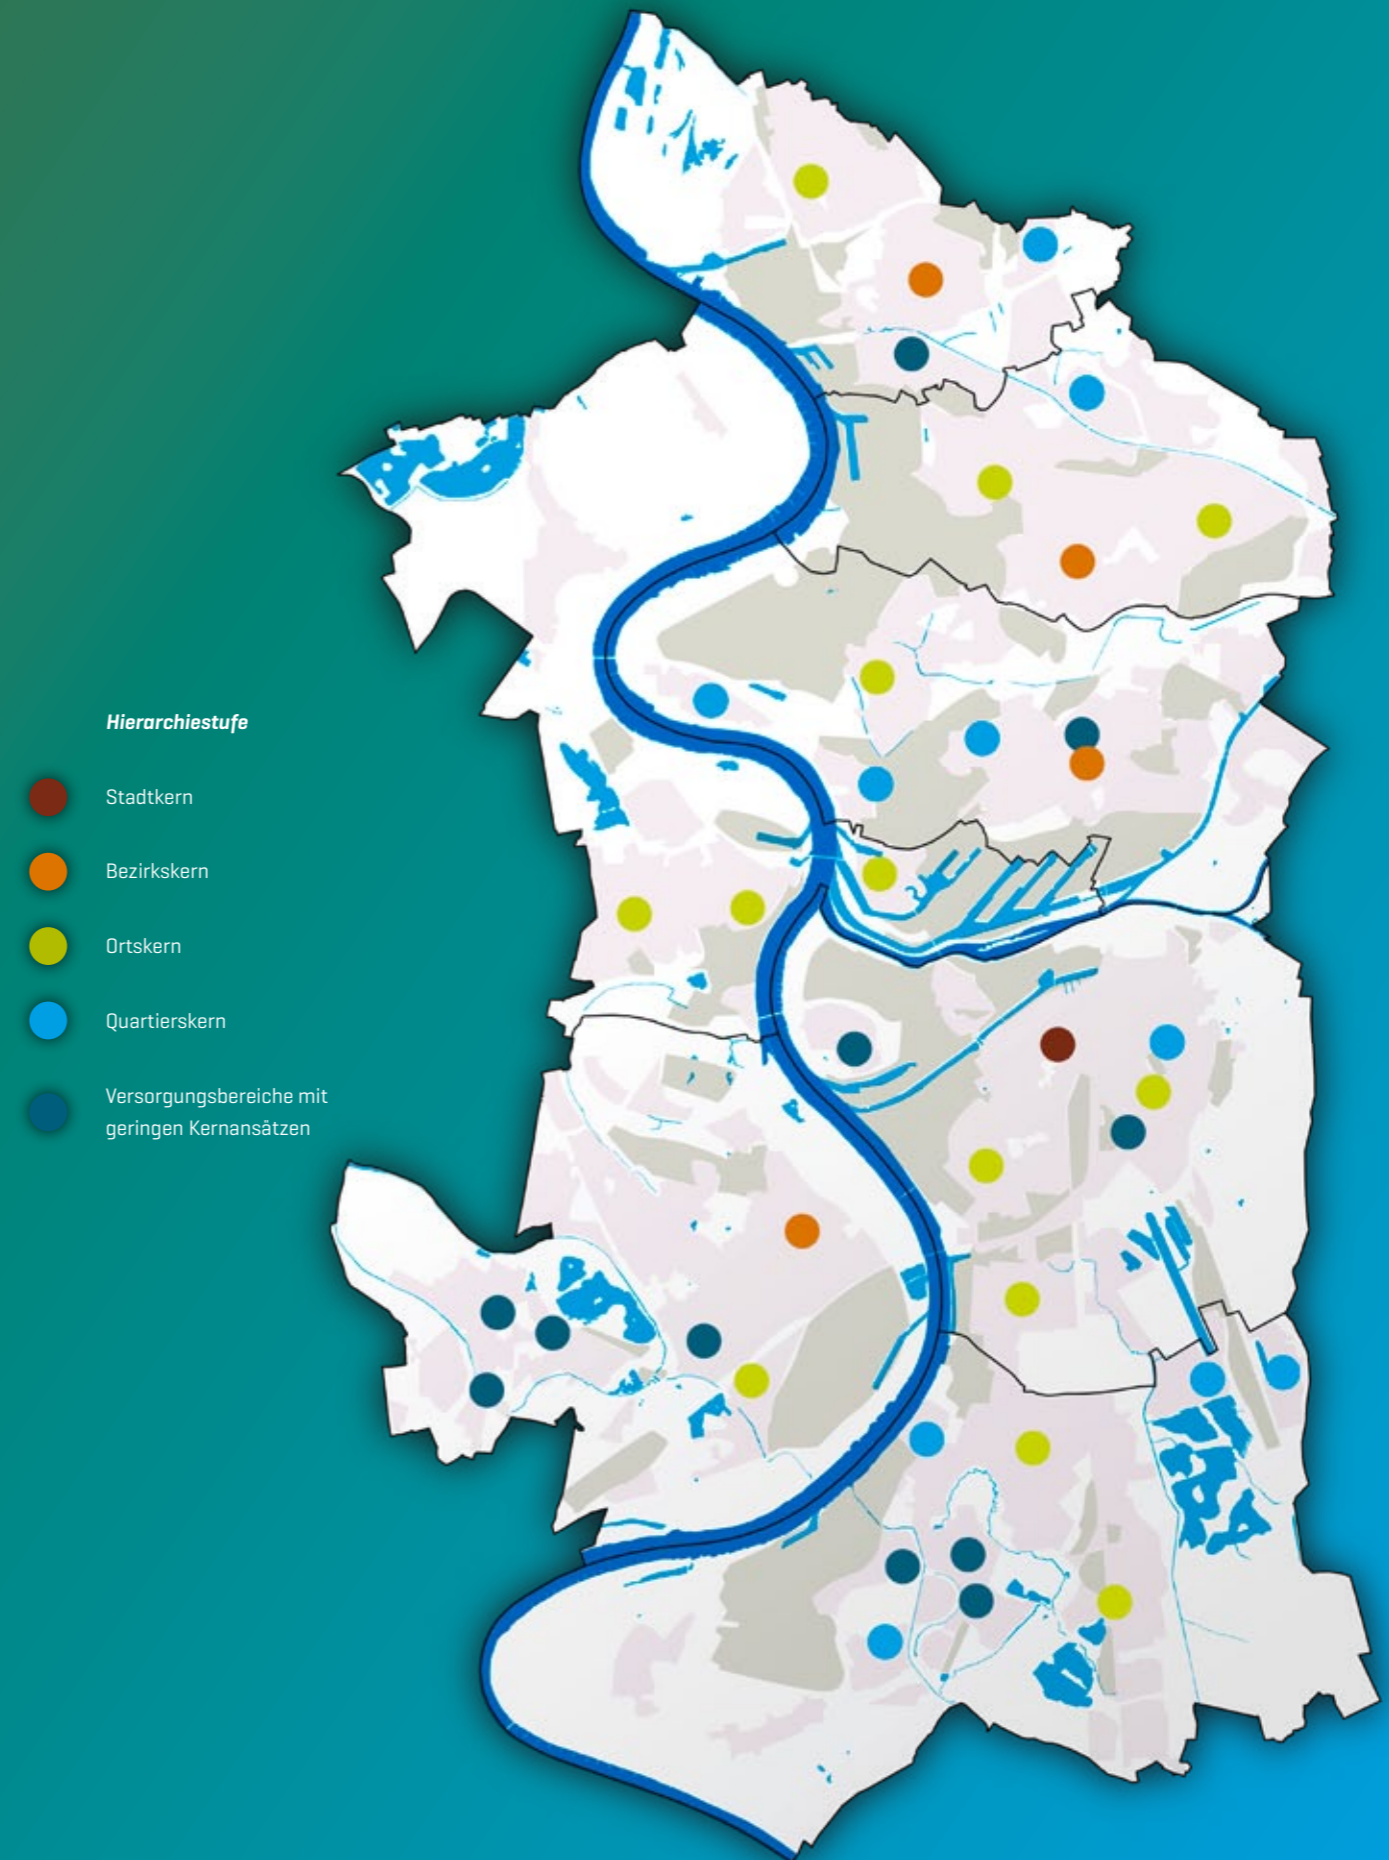 Hierarchiestufe
Stadtkern
Bezirkskern
Ortskern
Quartierskern
Versorgungsbereiche mit
geringen Kernansätzen